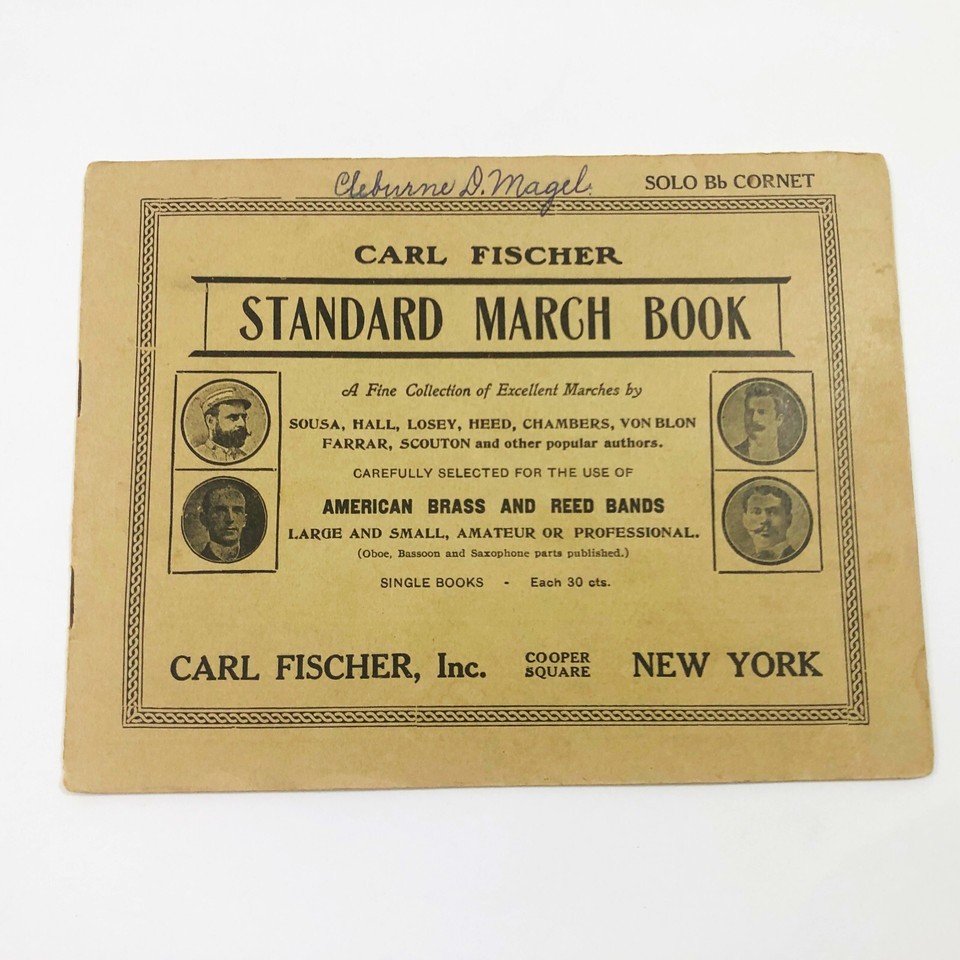 Cleburne D. Magel.
SOLO Bb CORNET
CARL FISCHER
STANDARD MARCH BOOK
A Fine Collection of Excellent Marches by
SOUSA, HALL, LOSEY, HEED, CHAMBERS, VON BLON
FARRAR, SCOUTON and other popular authors.
CAREFULLY SELECTED FOR THE USE OF
AMERICAN BRASS AND REED BANDS
LARGE AND SMALL, AMATEUR OR PROFESSIONAL.
(Oboe, Bassoon and Saxophone parts published.)
SINGLE BOOKS - Each 30 cts.
CARL FISCHER, Inc. COOPER SQUARE NEW YORK